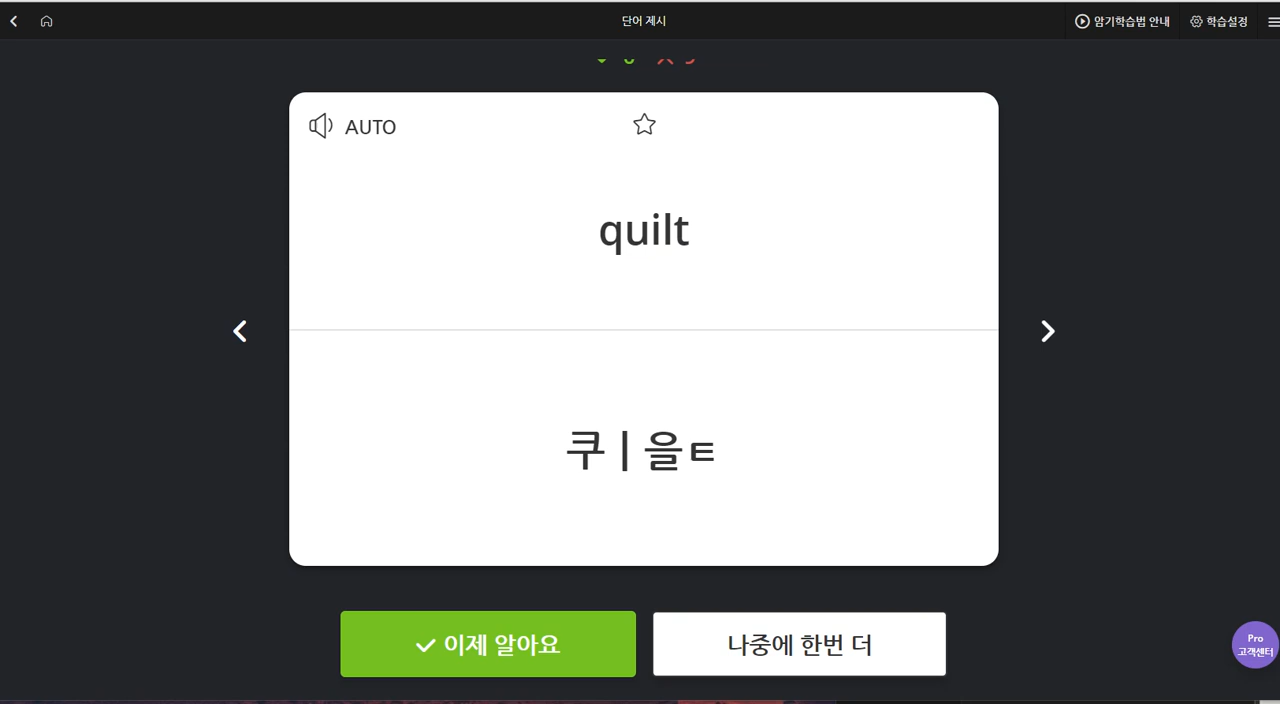 단어 제시
암기학습법 안내
학습설정
AUTO
quilt
쿠ㅣ을ㅌ
이제 알아요
나중에 한번 더
Pro
고객센터